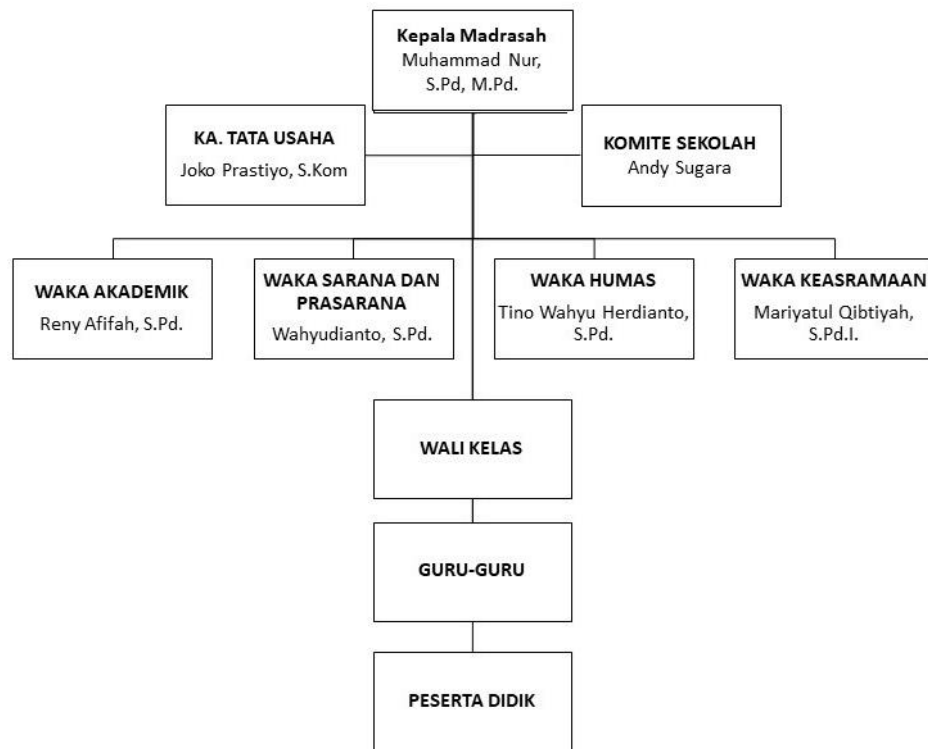 Kepala Madrasah
Muhammad Nur,
S.Pd, M.Pd.
KA. TATA USAHA
Joko Prastiyo, S.Kom
KOMITE SEKOLAH
Andy Sugara
WAKA AKADEMIK
Reny Afifah, S.Pd.
WAKA SARANA DAN
PRASARANA
Wahyudianto, S.Pd.
WAKA HUMAS
Tino Wahyu Herdianto,
S.Pd.
WAKA KEASRAMAAN
Mariyatul Qibtiyah,
S.Pd.I.
WALI KELAS
GURU-GURU
PESERTA DIDIK